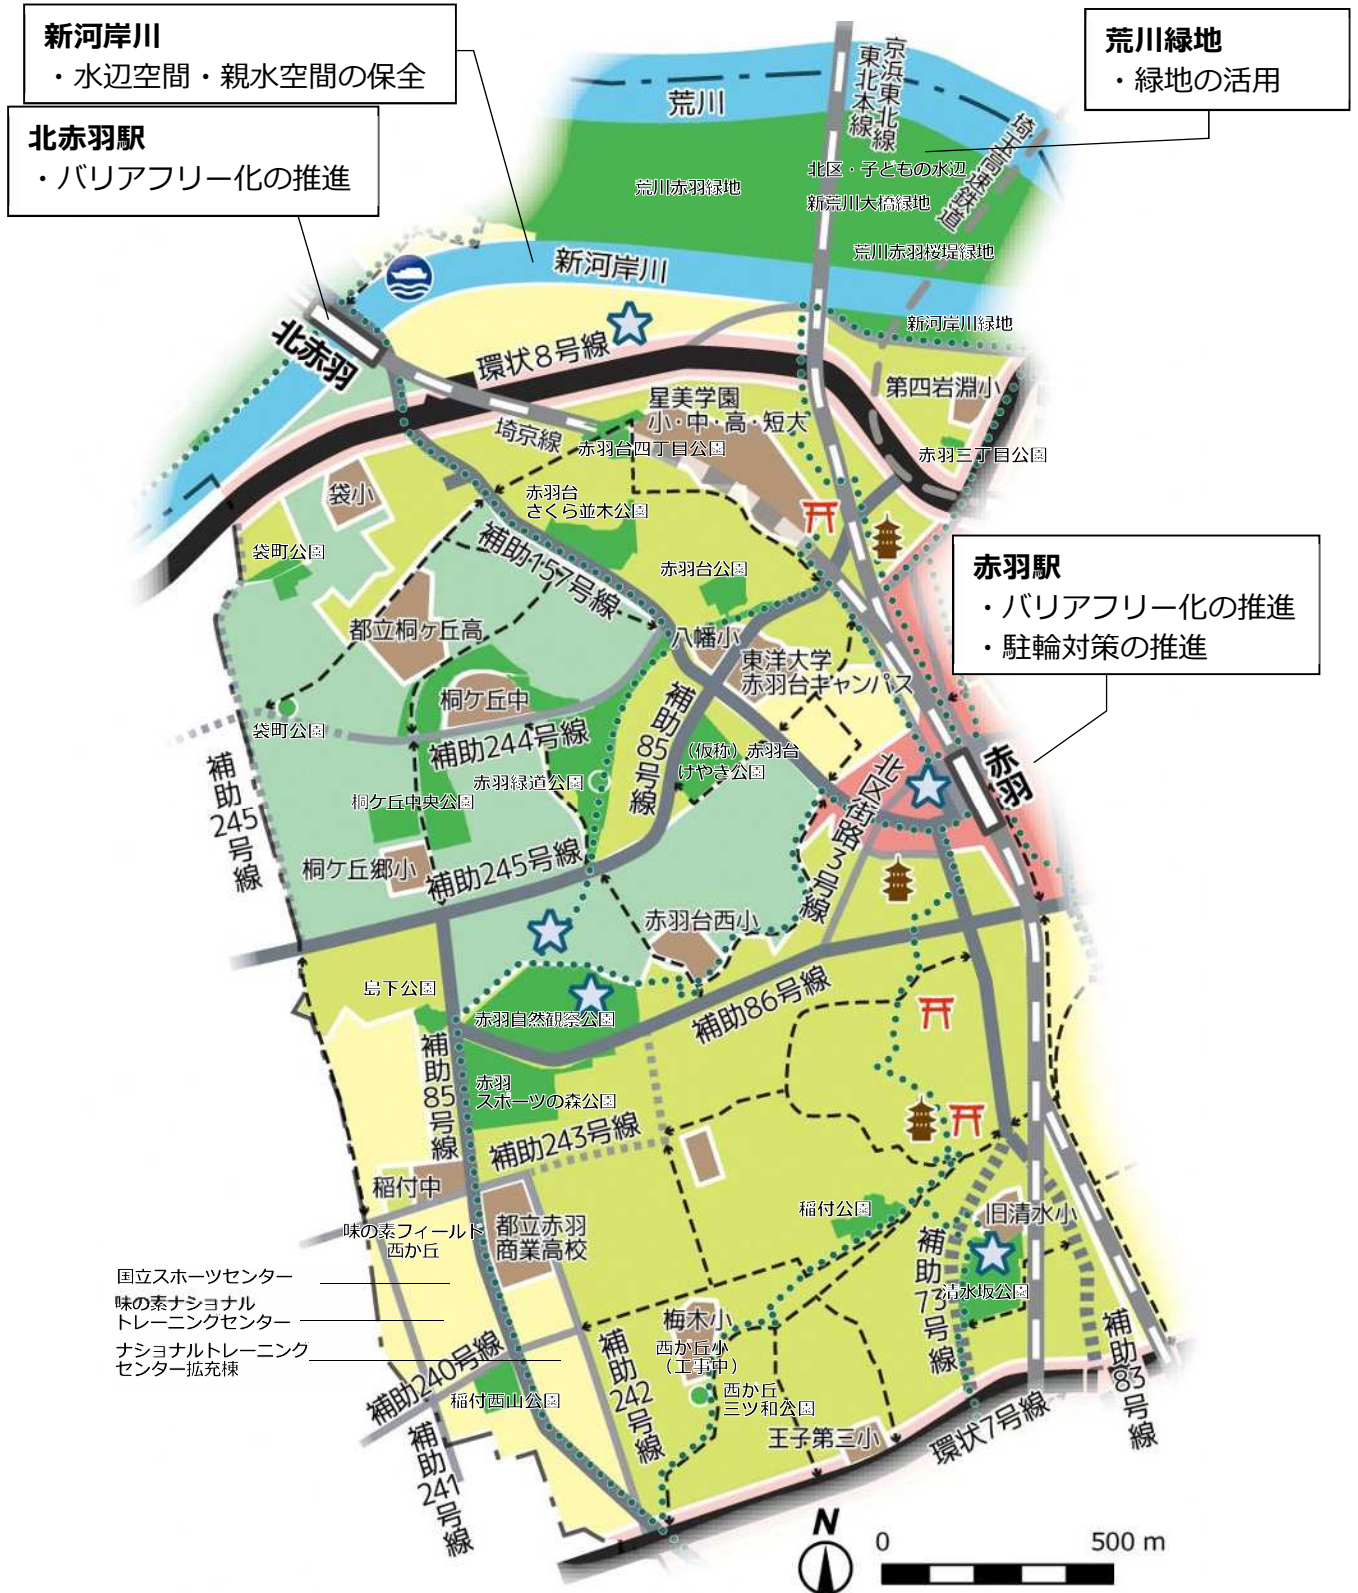 新河岸川
・水辺空間・親水空間の保全
荒川緑地
・緑地の活用
北赤羽駅
・バリアフリー化の推進
荒川
京浜東北線
東北本線
埼玉高速鉄道
北区・子どもの水辺
荒川赤羽緑地
新荒川大橋緑地
荒川赤羽桜堤緑地
新河岸川
新河岸川緑地
北赤羽
環状8号線
星美学園
小・中・高・短大
第四岩淵小
埼京線
赤羽台四丁目公園
赤羽三丁目公園
袋小
赤羽台
さくら並木公園
袋町公園
補助157号線
赤羽台公園
赤羽駅
・バリアフリー化の推進
・駐輪対策の推進
都立桐ヶ丘高
八幡小
東洋大学
赤羽台キャンパス
桐ケ丘中
補助85号線
袋町公園
補助244号線
(仮称)赤羽台
けやき公園
赤羽
補助245号線
赤羽緑道公園
北区街路3号線
桐ケ丘中央公園
桐ケ丘郷小
補助245号線
赤羽台西小
島下公園
赤羽自然観察公園
補助86号線
補助85号線
赤羽
スポーツの森公園
補助243号線
稲付中
稲付公園
旧清水小
味の素フィールド
西が丘
都立赤羽
商業高校
補助73号線
国立スポーツセンター
清水坂公園
味の素ナショナル
トレーニングセンター
梅木小
西が丘小
(工事中)
ナショナルトレーニング
センター拡充棟
補助240号線
補助242号線
補助83号線
稲付西山公園
西が丘
三ツ和公園
補助241号線
王子第三小
環状7号線
N
0
500 m